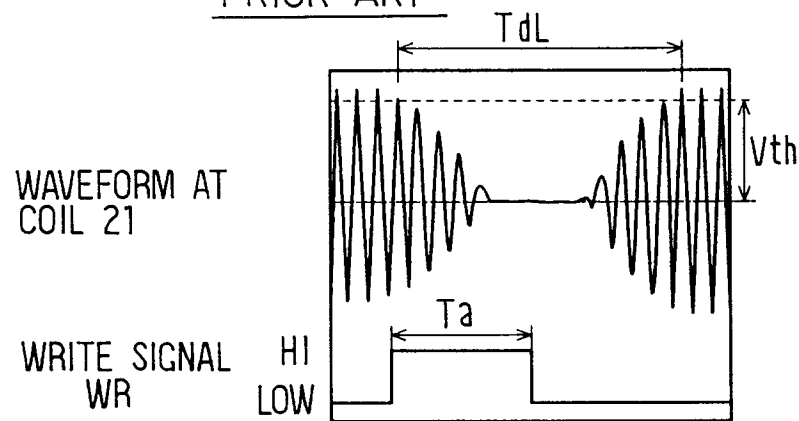 PRIOR ART
TdL
Vth
WAVEFORM AT
COIL 21
Ta
WRITE SIGNAL HI
WR LOW